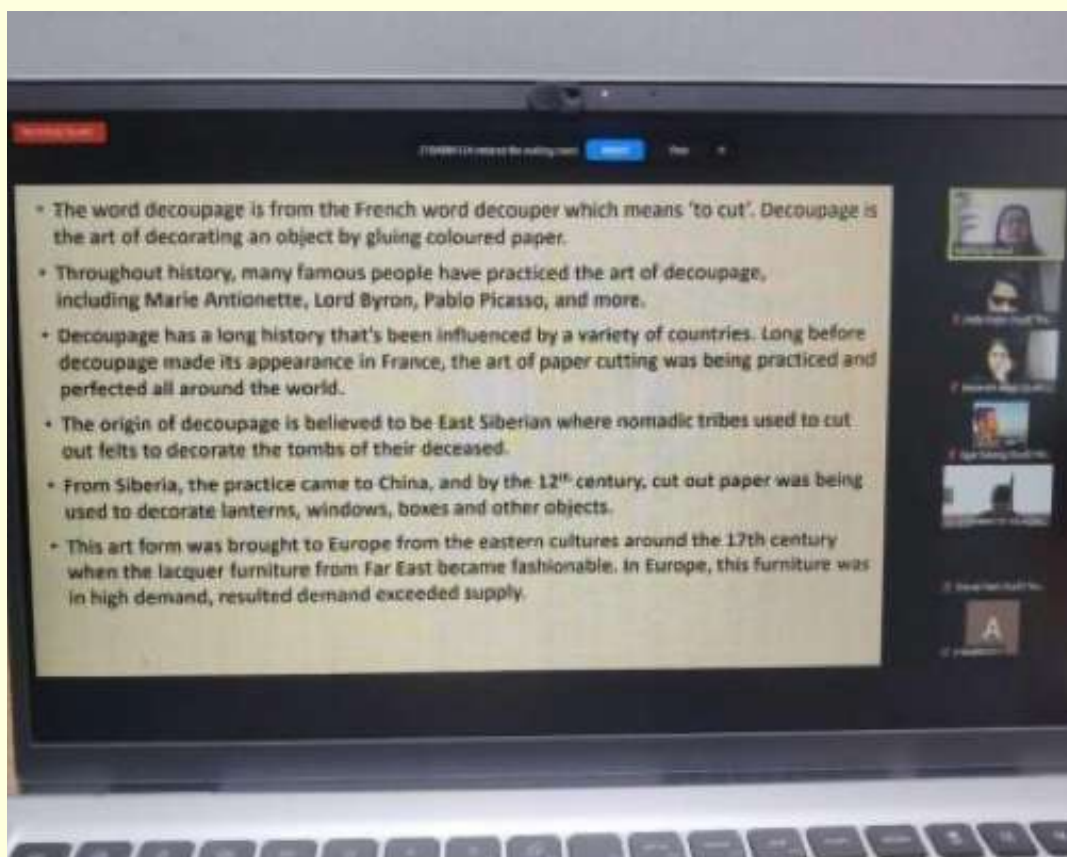 • The word decoupage is from the French word decouper which means 'to cut'. Decoupage is
the art of decorating an object by gluing coloured paper.
• Throughout history, many famous people have practiced the art of decoupage,
including Marie Antionette, Lord Byron, Pablo Picasso, and more.
• Decoupage has a long history that's been influenced by a variety of countries. Long before
decoupage made its appearance in France, the art of paper cutting was being practiced and
perfected all around the world.
• The origin of decoupage is believed to be East Siberian where nomadic tribes used to cut
out felts to decorate the tombs of their deceased.
• From Siberia, the practice came to China, and by the 12th century, cut out paper was being
used to decorate lanterns, windows, boxes and other objects.
• This art form was brought to Europe from the eastern cultures around the 17th century
when the lacquer furniture from Far East became fashionable. In Europe, this furniture was
in high demand, resulted demand exceeded supply.
A